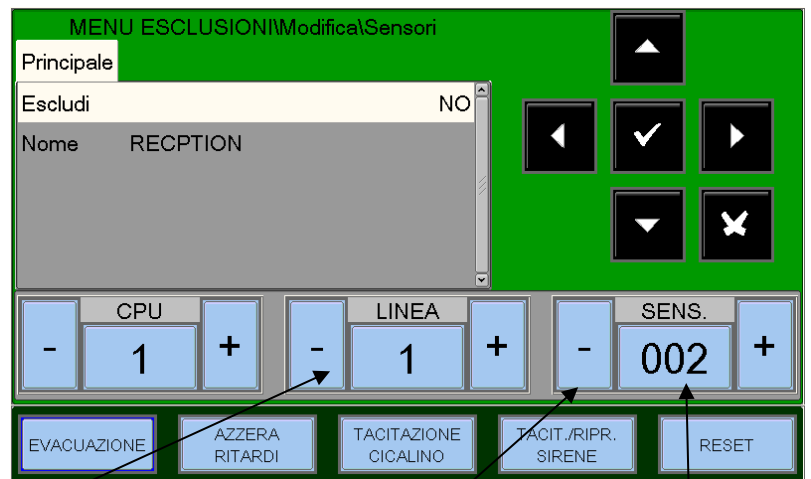 MENU ESCLUSIONI\Modifica\Sensori
Principale
Escludi NO
Nome RECPTION
CPU LINEA SENS.
- 1 + - 1 + - 002 +
EVACUAZIONE AZZERA RITARDI TACITAZIONE CICALINO TACIT./RIPR. SIRENE RESET